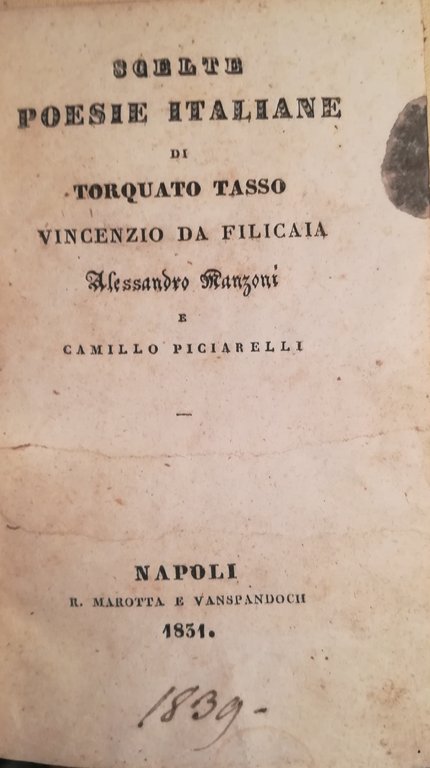 SCELTE
POESIE ITALIANE
DI
TORQUATO TASSO
VINCENZIO DA FILICAIA
Alessandro Manzoni
E
CAMILLO PICIARELLI
—
NAPOLI
R. MAROTTA E VANSPANDOCH
1831.
1839-